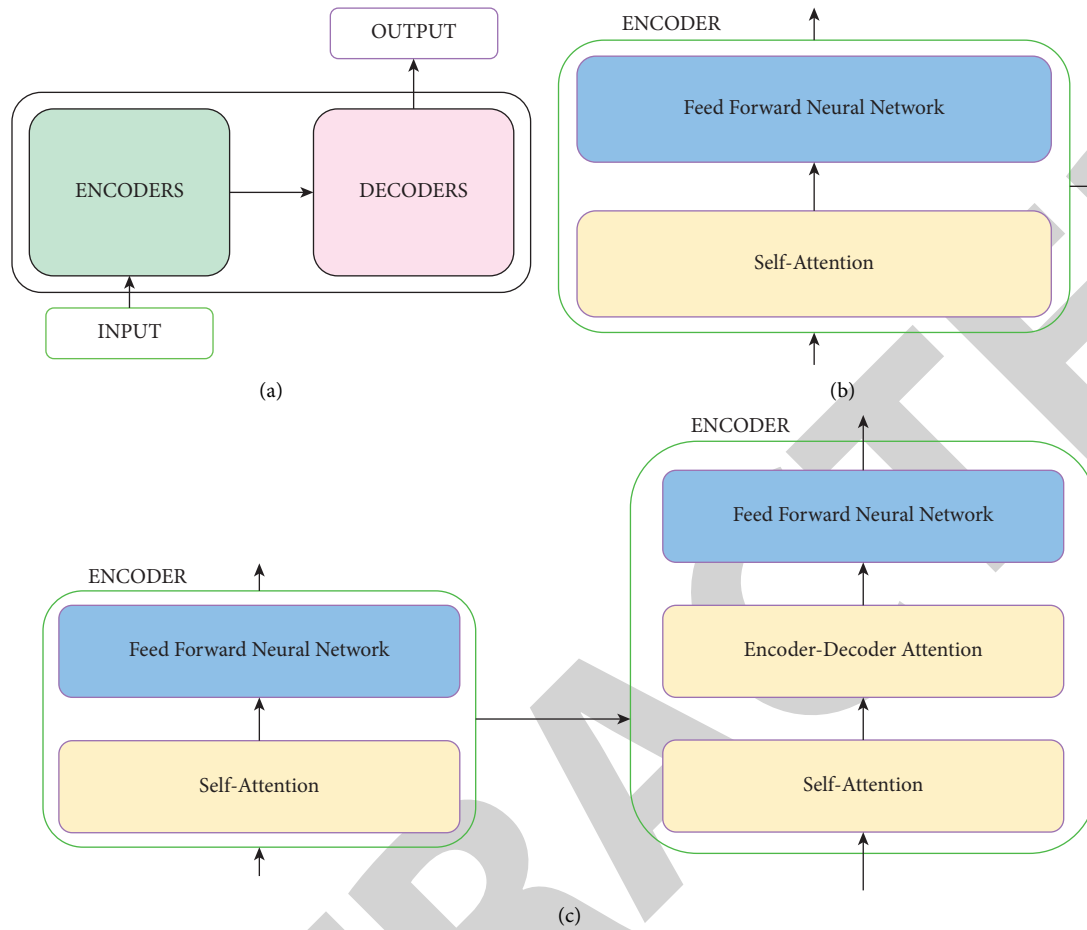 OUTPUT
ENCODERS
DECODERS
INPUT
(a)
ENCODER
Feed Forward Neural Network
Self-Attention
(b)
ENCODER
Feed Forward Neural Network
Self-Attention
ENCODER
Feed Forward Neural Network
Encoder-Decoder Attention
Self-Attention
(c)